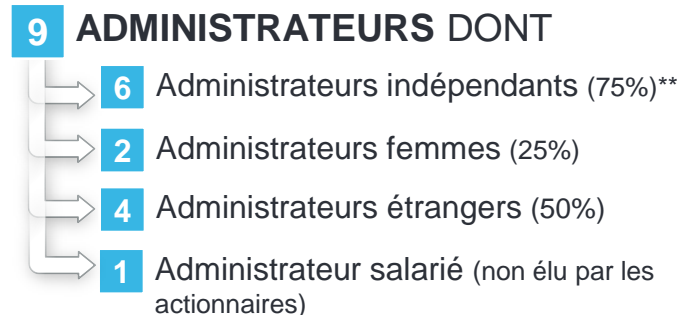 9 ADMINISTRATEURS DONT
6 Administrateurs indépendants (75%)**
2 Administrateurs femmes (25%)
4 Administrateurs étrangers (50%)
1 Administrateur salarié (non élu par les
actionnaires)